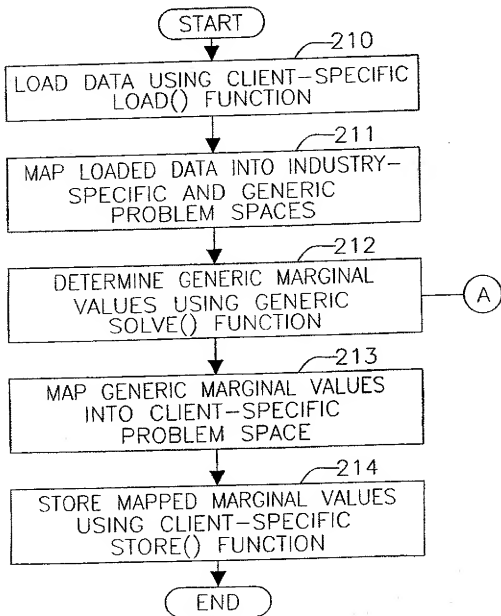 START
210
LOAD DATA USING CLIENT-SPECIFIC
LOAD() FUNCTION
211
MAP LOADED DATA INTO INDUSTRY-
SPECIFIC AND GENERIC
PROBLEM SPACES
212
DETERMINE GENERIC MARGINAL
VALUES USING GENERIC
SOLVE() FUNCTION
A
213
MAP GENERIC MARGINAL VALUES
INTO CLIENT-SPECIFIC
PROBLEM SPACE
214
STORE MAPPED MARGINAL VALUES
USING CLIENT-SPECIFIC
STORE() FUNCTION
END